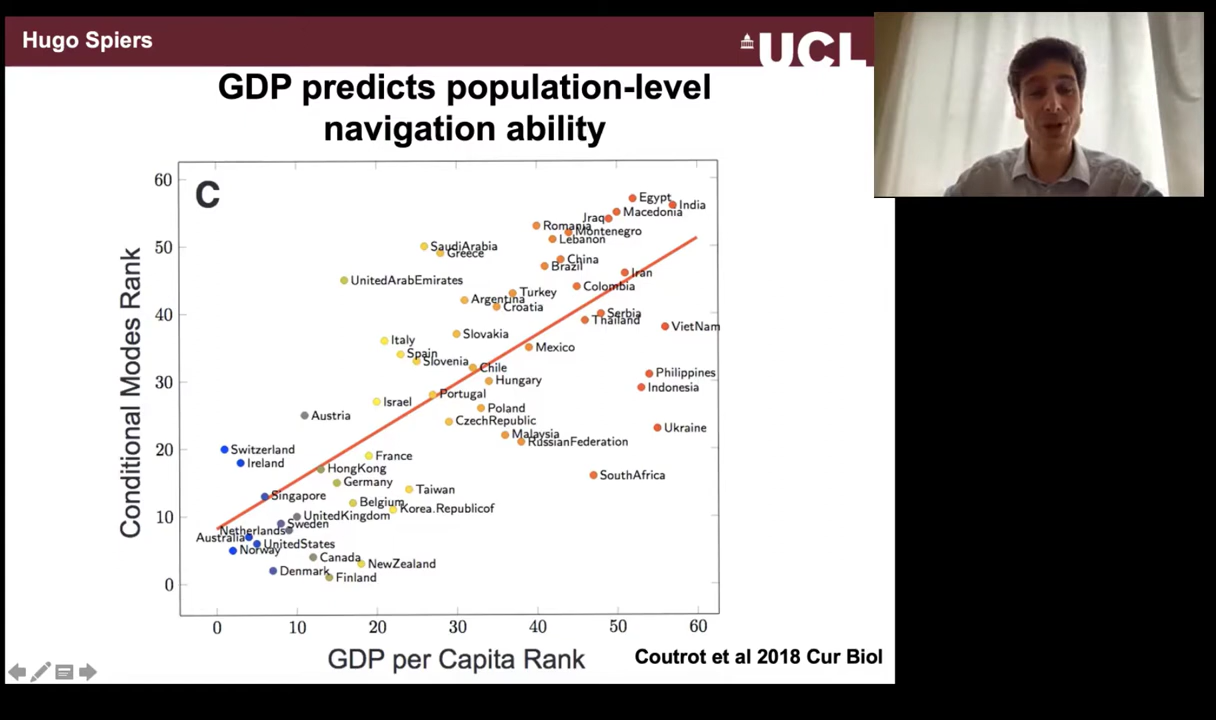 Hugo Spiers
UCL
GDP predicts population-level
navigation ability
C
Conditional Modes Rank
60
50
40
30
20
10
0
Egypt
India
Macedonia
Iraq
Romania
Montenegro
Lebanon
SaudiArabia
Greece
China
Brazil
Iran
UnitedArabEmirates
Colombia
Turkey
Argentina
Croatia
Serbia
Thailand
VietNam
Slovakia
Italy
Mexico
Spain
Slovenia
Chile
Philippines
Hungary
Indonesia
Portugal
Israel
Poland
Austria
CzechRepublic
Ukraine
Malaysia
RussianFederation
Switzerland
France
Ireland
HongKong
SouthAfrica
Germany
Taiwan
Singapore
Belgium
Korea.Republicof
UnitedKingdom
Sweden
Netherlands
Australia
UnitedStates
Norway
Canada
NewZealand
Denmark
Finland
0 10 20 30 40 50 60
GDP per Capita Rank
Coutrot et al 2018 Cur Biol